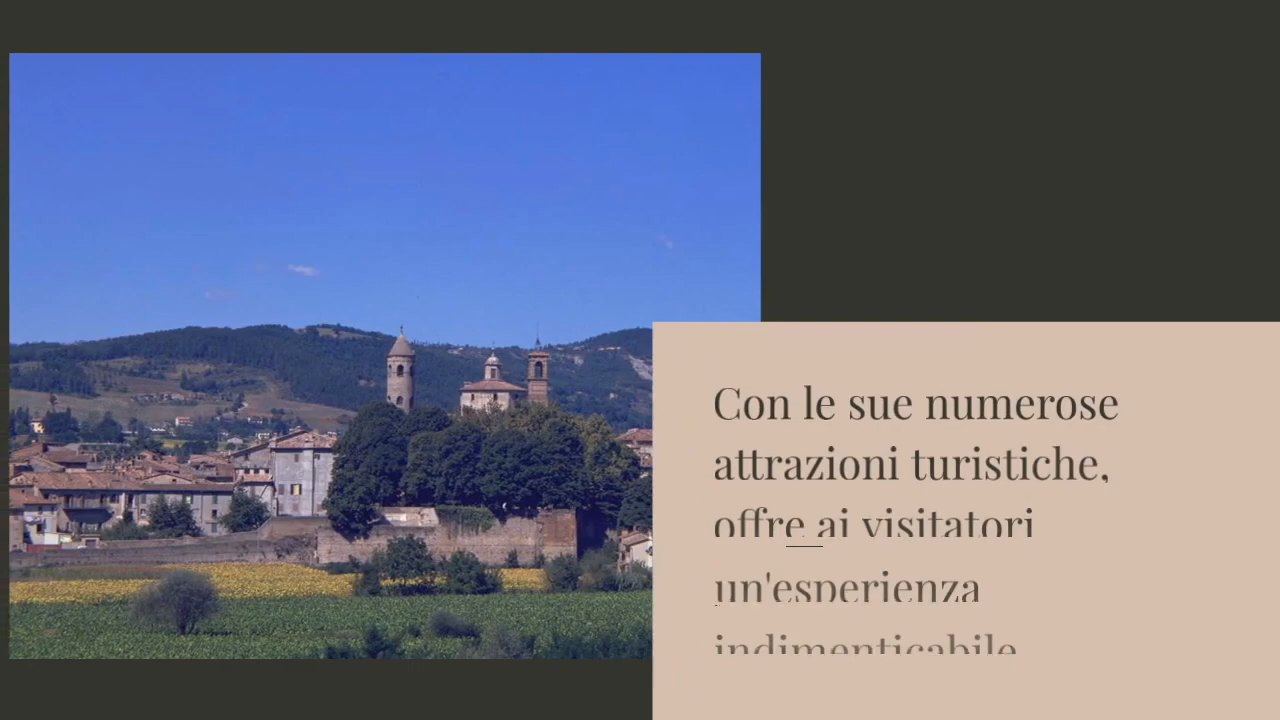 Con le sue numerose
attrazioni turistiche,
offre ai visitatori
un'esperienza
indimenticabile